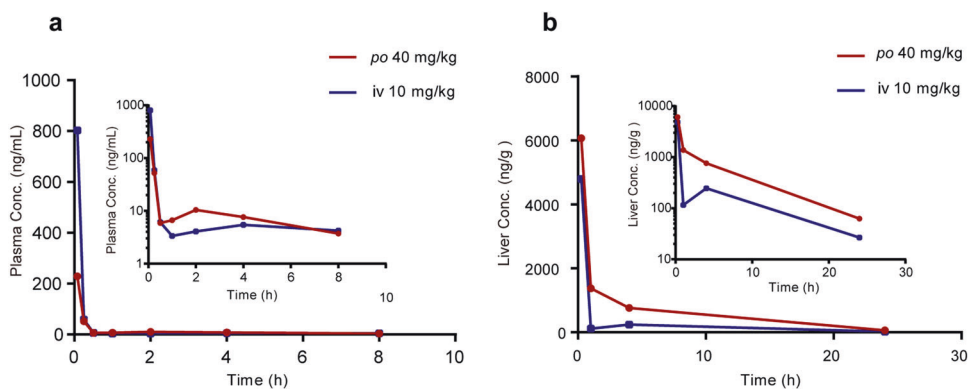 a
po 40 mg/kg
iv 10 mg/kg
1000
800
600
400
200
0
Plasma Conc. (ng/mL)
0 2 4 6 8 10
Time (h)
1000
100
10
1
Plasma Conc. (ng/mL)
0 2 4 6 8
10
Time (h)
b
po 40 mg/kg
iv 10 mg/kg
8000
6000
4000
2000
0
Liver Conc. (ng/g )
0 10 20 30
Time (h)
10000
1000
100
10
Liver Conc. (ng/g )
0 10 20 30
Time (h)